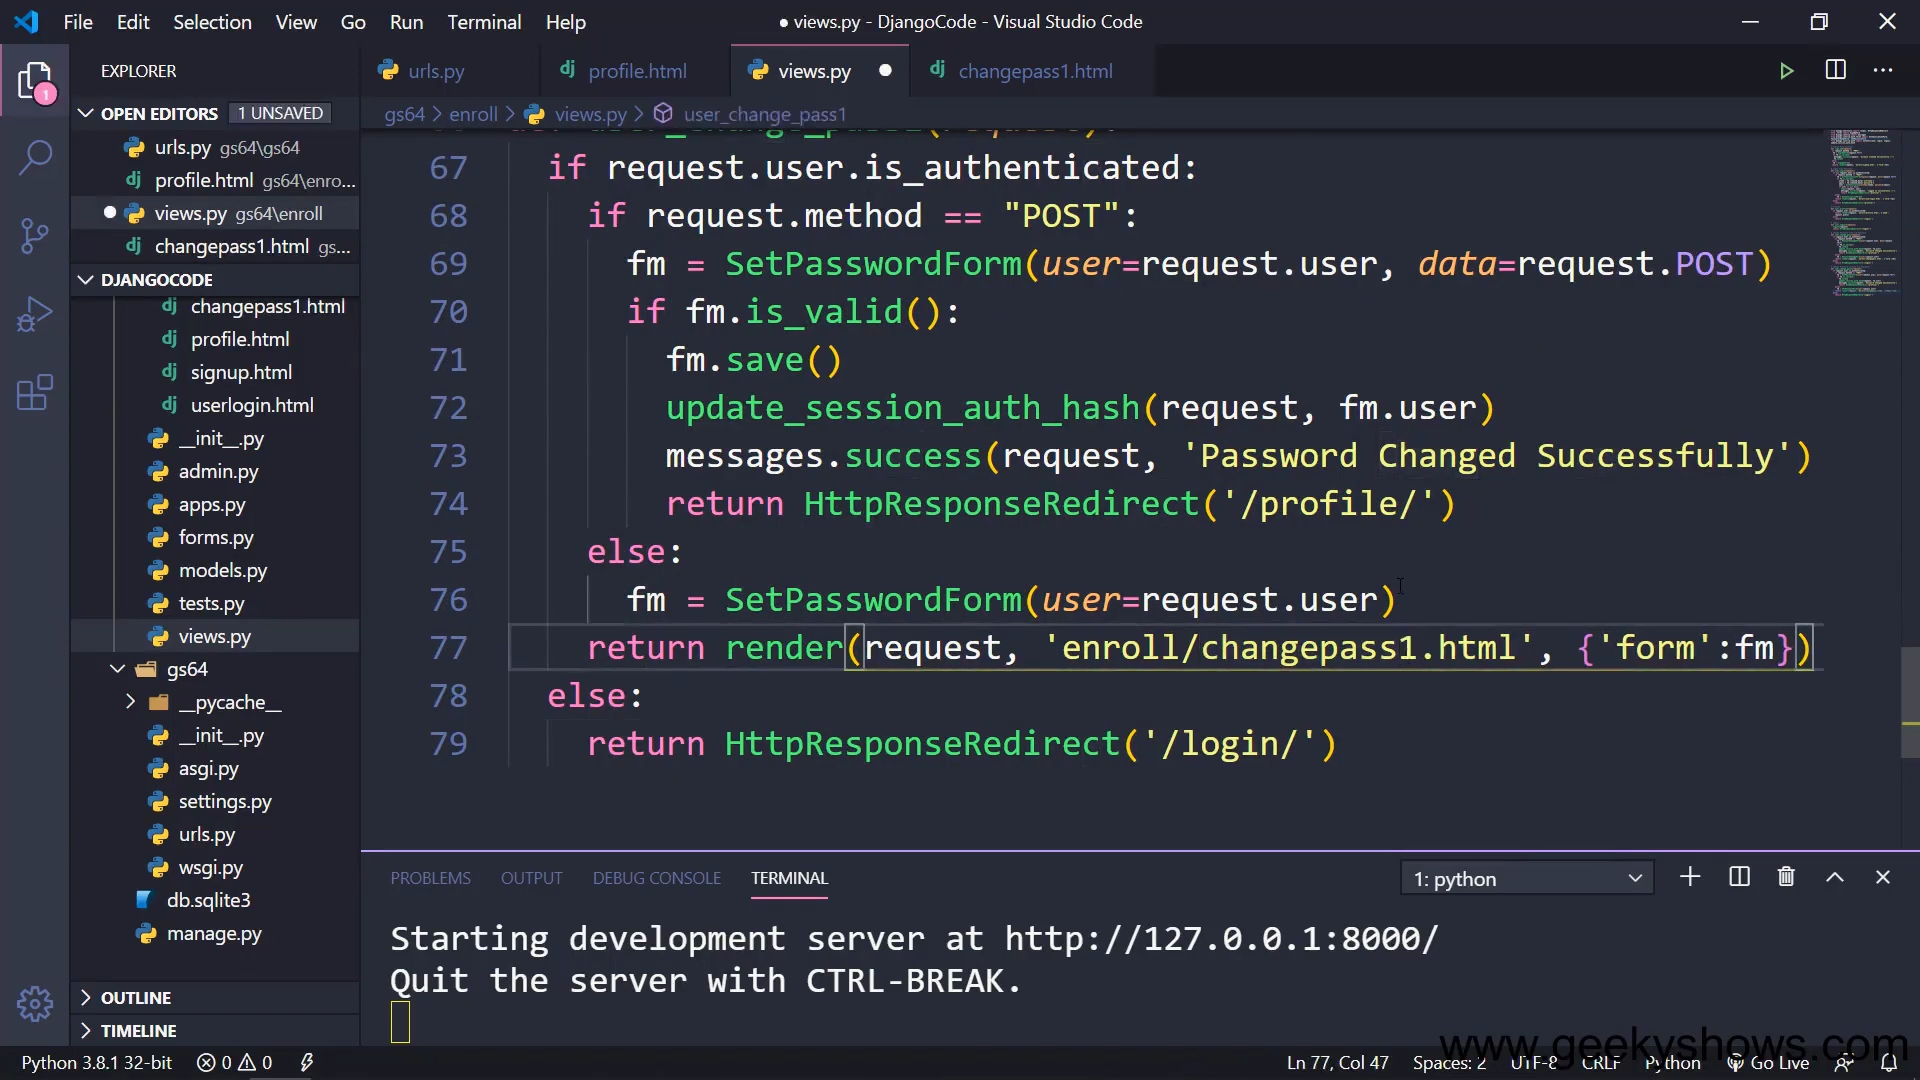 File Edit Selection View Go Run Terminal Help
● views.py - DjangoCode - Visual Studio Code
EXPLORER
1
OPEN EDITORS 1 UNSAVED
urls.py gs64\gs64
profile.html gs64\enro...
views.py gs64\enroll
changepass1.html gs...
DJANGOCODE
changepass1.html
profile.html
signup.html
userlogin.html
__init__.py
admin.py
apps.py
forms.py
models.py
tests.py
views.py
gs64
__pycache__
__init__.py
asgi.py
settings.py
urls.py
wsgi.py
db.sqlite3
manage.py
OUTLINE
TIMELINE
urls.py profile.html views.py changepass1.html
gs64 > enroll > views.py > user_change_pass1
67 if request.user.is_authenticated:
68 if request.method == "POST":
69 fm = SetPasswordForm(user=request.user, data=request.POST)
70 if fm.is_valid():
71 fm.save()
72 update_session_auth_hash(request, fm.user)
73 messages.success(request, 'Password Changed Successfully')
74 return HttpResponseRedirect('/profile/')
75 else:
76 fm = SetPasswordForm(user=request.user)
77 return render(request, 'enroll/changepass1.html', {'form':fm})
78 else:
79 return HttpResponseRedirect('/login/')
PROBLEMS OUTPUT DEBUG CONSOLE TERMINAL 1: python
Starting development server at http://127.0.0.1:8000/
Quit the server with CTRL-BREAK.
www.geekyshows.com
Python 3.8.1 32-bit 0 0 Ln 77, Col 47 Spaces: 2 UTF-8 CRLF Python Go Live